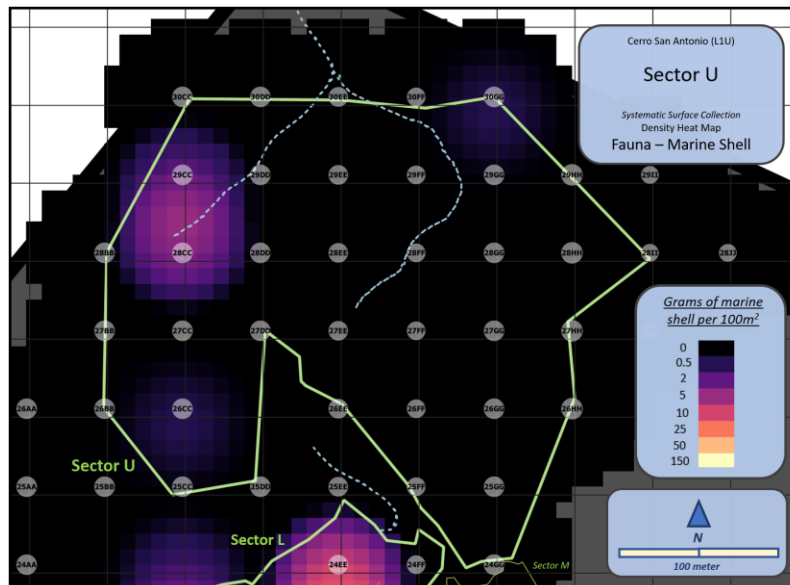 Cerro San Antonio (L1U)
Sector U
Systematic Surface Collection
Density Heat Map
Fauna – Marine Shell
30CC 30DD 30EE 30FF 30GG
29CC 29DD 29EE 29FF 29GG 29HH 29II
28BB 28CC 28DD 28EE 28FF 28GG 28HH 28II 28JJ
27BB 27CC 27DD 27EE 27FF 27GG 27HH
26AA 26BB 26CC 26EE 26FF 26GG 26HH
Sector U
25AA 25BB 25CC 25DD 25EE 25FF 25GG
Sector L
24AA 24EE 24FF 24GG
Sector M
Grams of marine
shell per 100m²
0
0.5
2
5
10
25
50
150
N
100 meter